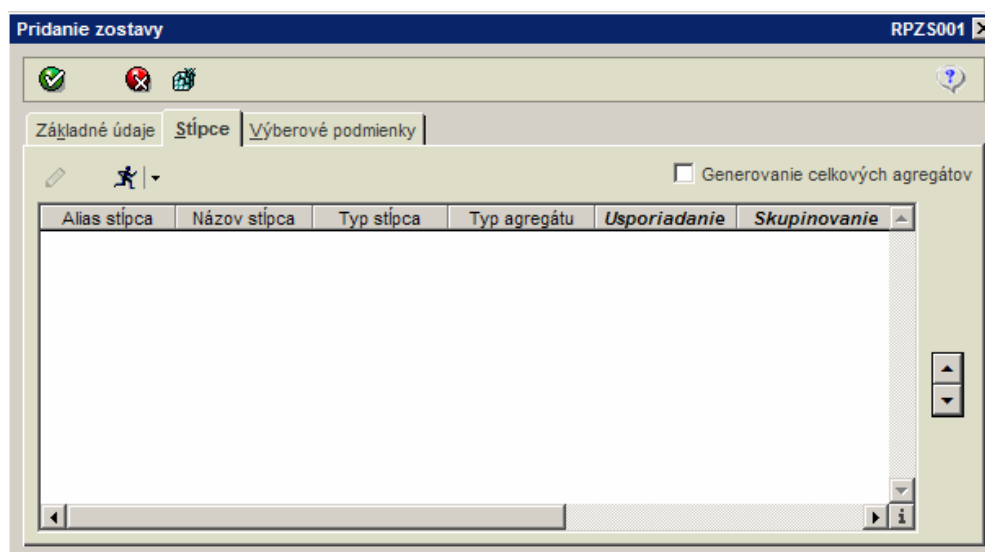 Pridanie zostavy RPZS001
Základné údaje Stĺpce Výberové podmienky
Generovanie celkových agregátov
Alias stĺpca Názov stĺpca Typ stĺpca Typ agregátu Usporiadanie Skupinovanie